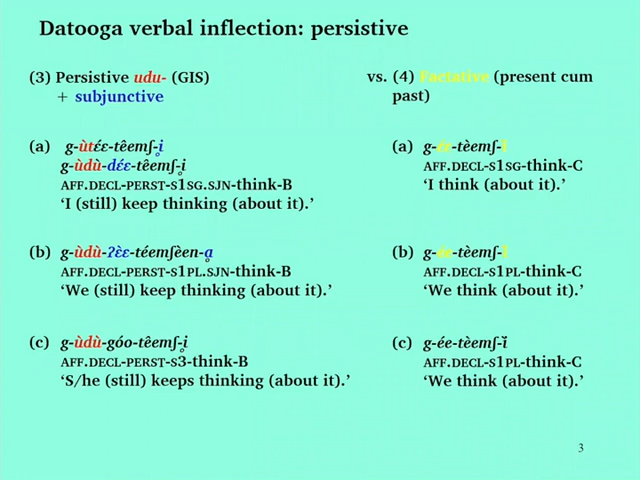 Datooga verbal inflection: persistive
(3) Persistive udu- (GIS)
+ subjunctive
(a) g-ùtέε-têemʃ-i̥
g-ùdù-dέε-têemʃ-i̥
AFF.DECL-PERST-S1SG.SJN-think-B
‘I (still) keep thinking (about it).’
(b) g-ùdù-ʔὲε-téemʃèen-ḁ
AFF.DECL-PERST-S1PL.SJN-think-B
‘We (still) keep thinking (about it).’
(c) g-ùdù-góo-têemʃ-i̥
AFF.DECL-PERST-S3-think-B
‘S/he (still) keeps thinking (about it).’
vs. (4) Factative (present cum
past)
(a) g-ée-tèemʃ-ī
AFF.DECL-S1SG-think-C
‘I think (about it).’
(b) g-ée-tèemʃ-ī
AFF.DECL-S1PL-think-C
‘We think (about it).’
(c) g-ée-tèemʃ-ī
AFF.DECL-S1PL-think-C
‘We think (about it).’
3